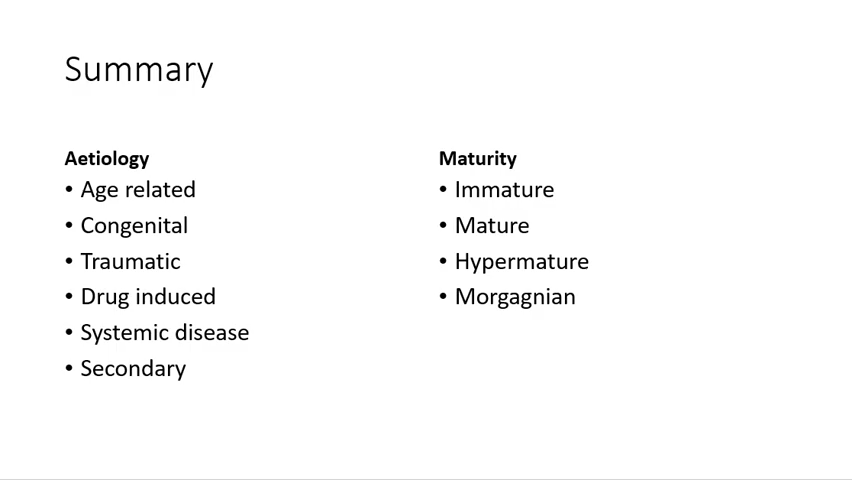 Summary
Aetiology
• Age related
• Congenital
• Traumatic
• Drug induced
• Systemic disease
• Secondary
Maturity
• Immature
• Mature
• Hypermature
• Morgagnian